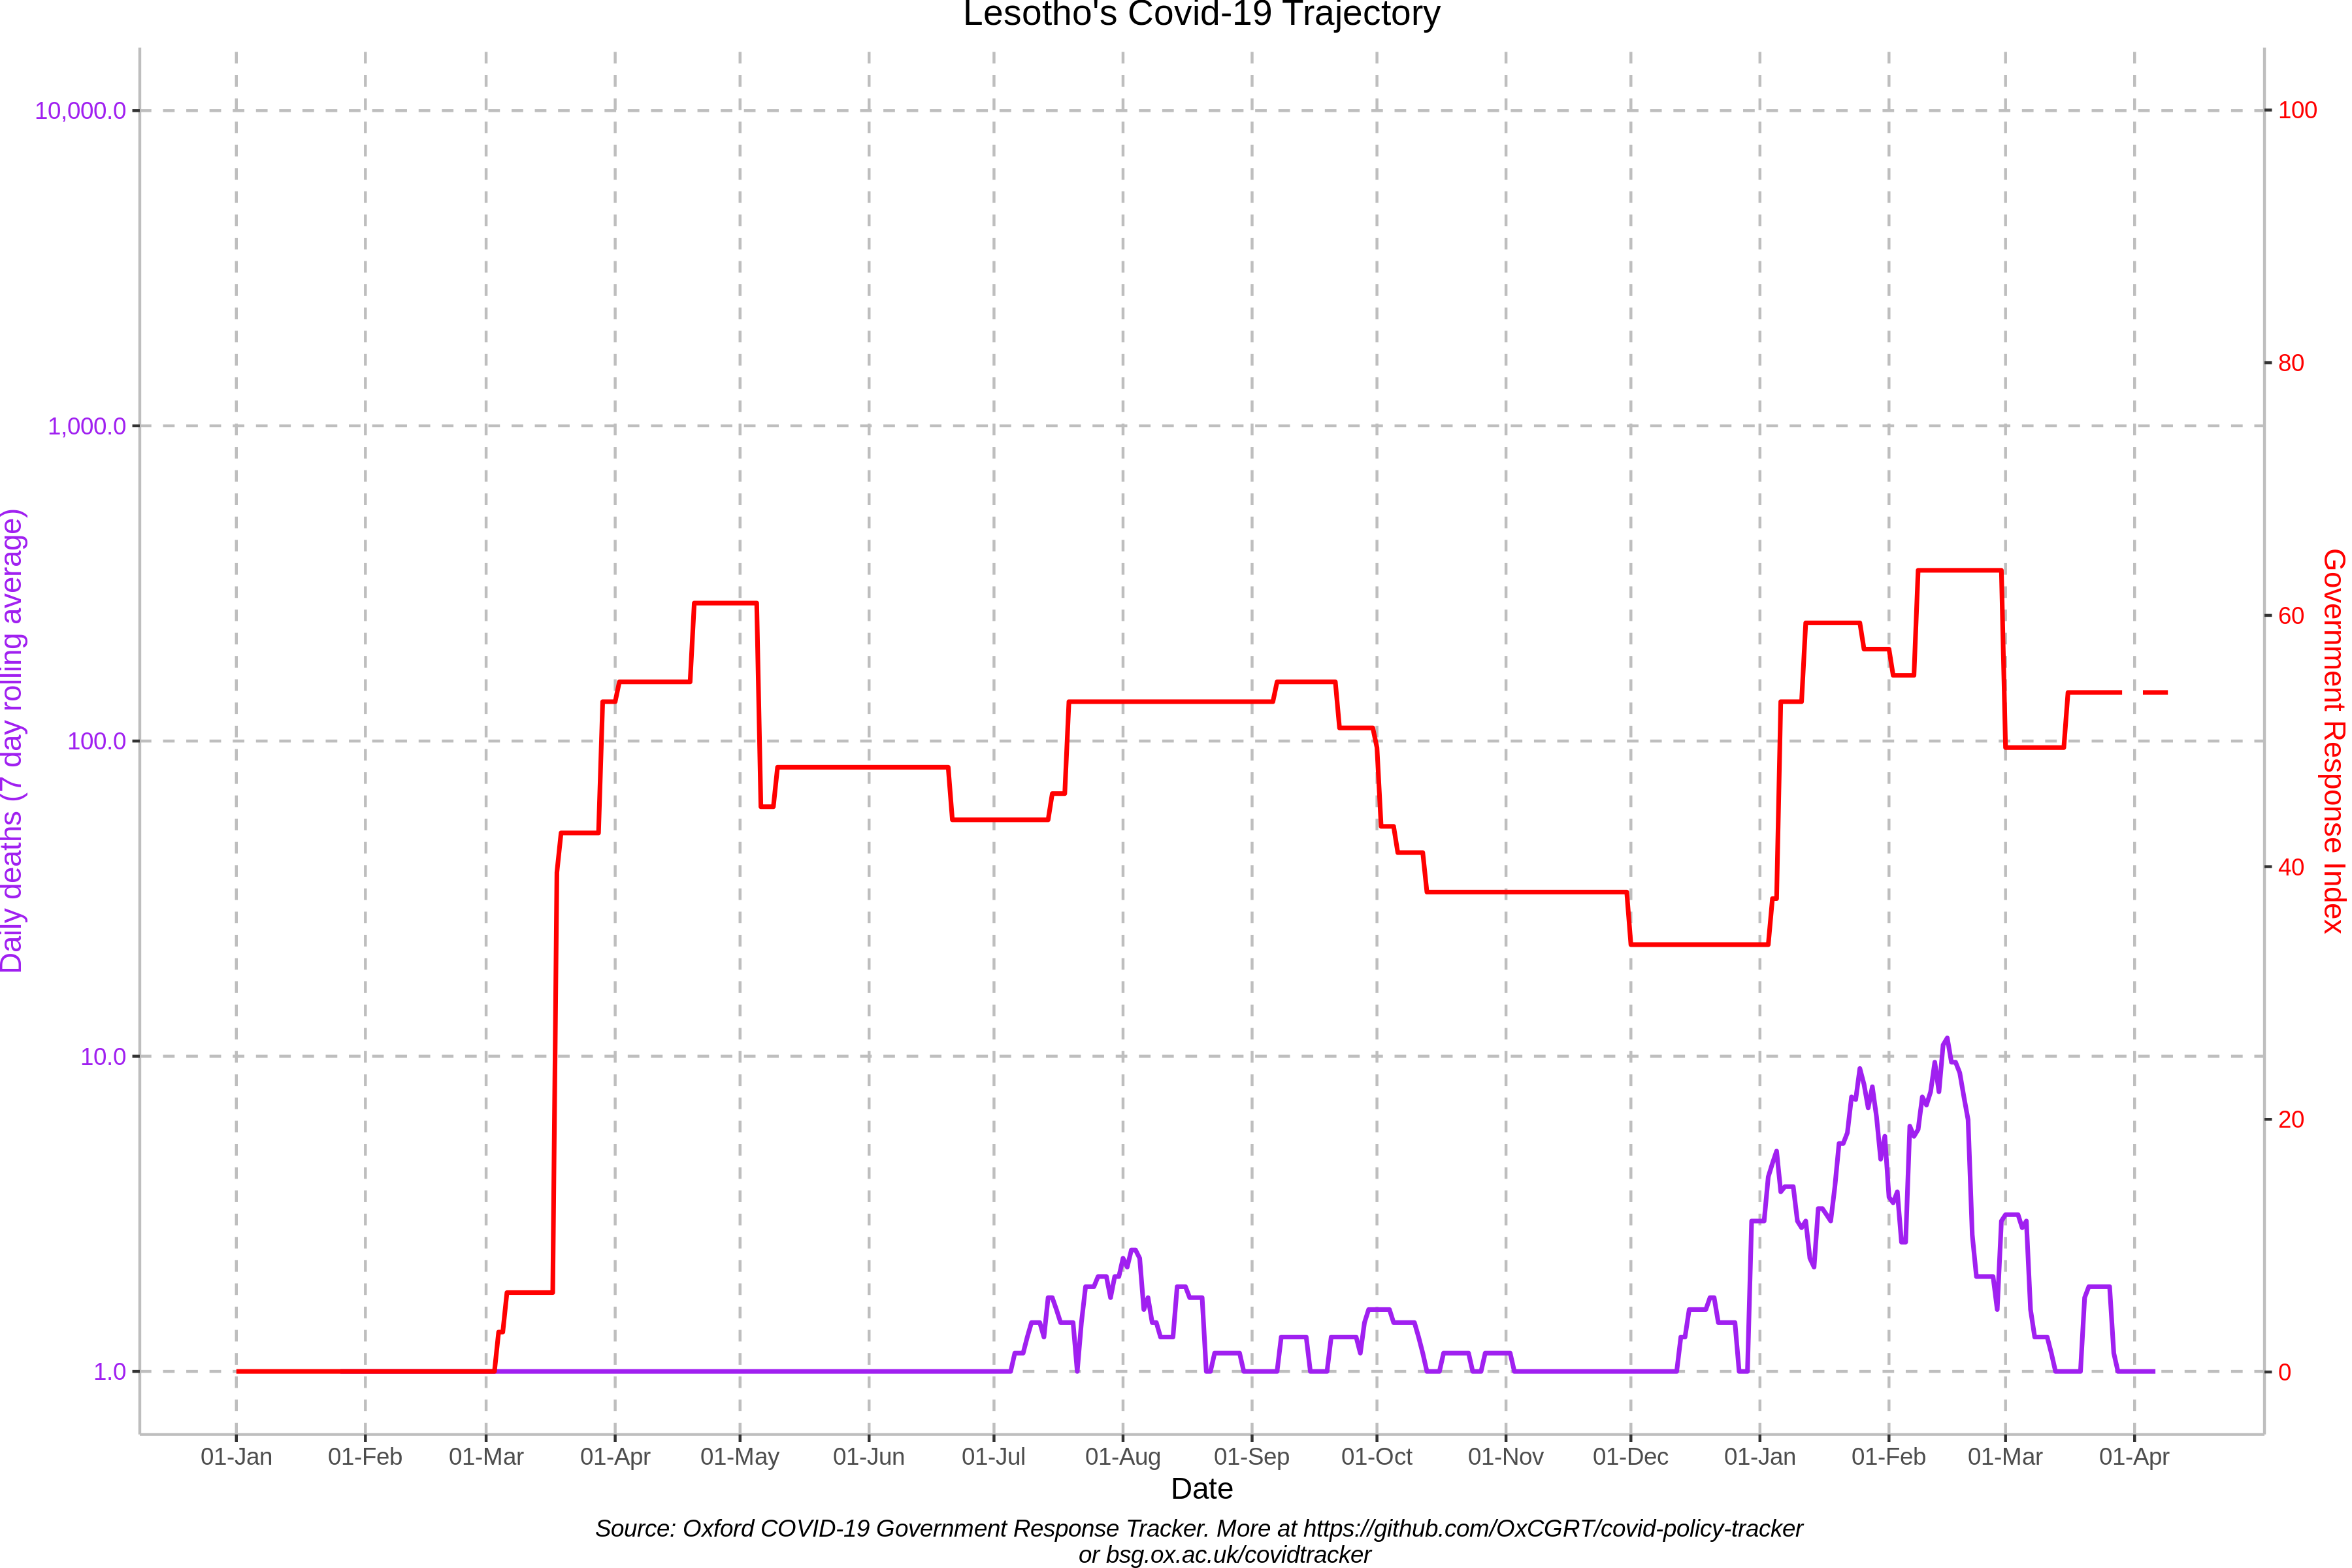 Lesotho's Covid-19 Trajectory
10,000.0
1,000.0
100.0
10.0
1.0
Daily deaths (7 day rolling average)
100
80
60
40
20
0
Government Response Index
01-Jan 01-Feb 01-Mar 01-Apr 01-May 01-Jun 01-Jul 01-Aug 01-Sep 01-Oct 01-Nov 01-Dec 01-Jan 01-Feb 01-Mar 01-Apr
Date
Source: Oxford COVID-19 Government Response Tracker. More at https://github.com/OxCGRT/covid-policy-tracker
or bsg.ox.ac.uk/covidtracker